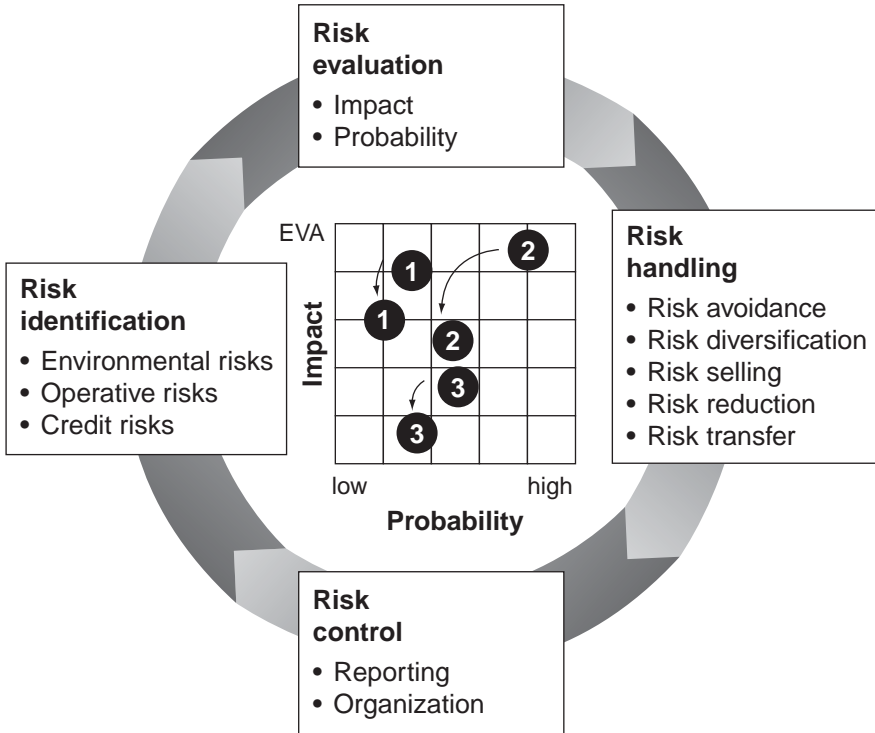 Risk
evaluation
• Impact
• Probability
Risk
identification
• Environmental risks
• Operative risks
• Credit risks
EVA
Impact
1
2
1
2
3
3
low high
Probability
Risk
handling
• Risk avoidance
• Risk diversification
• Risk selling
• Risk reduction
• Risk transfer
Risk
control
• Reporting
• Organization